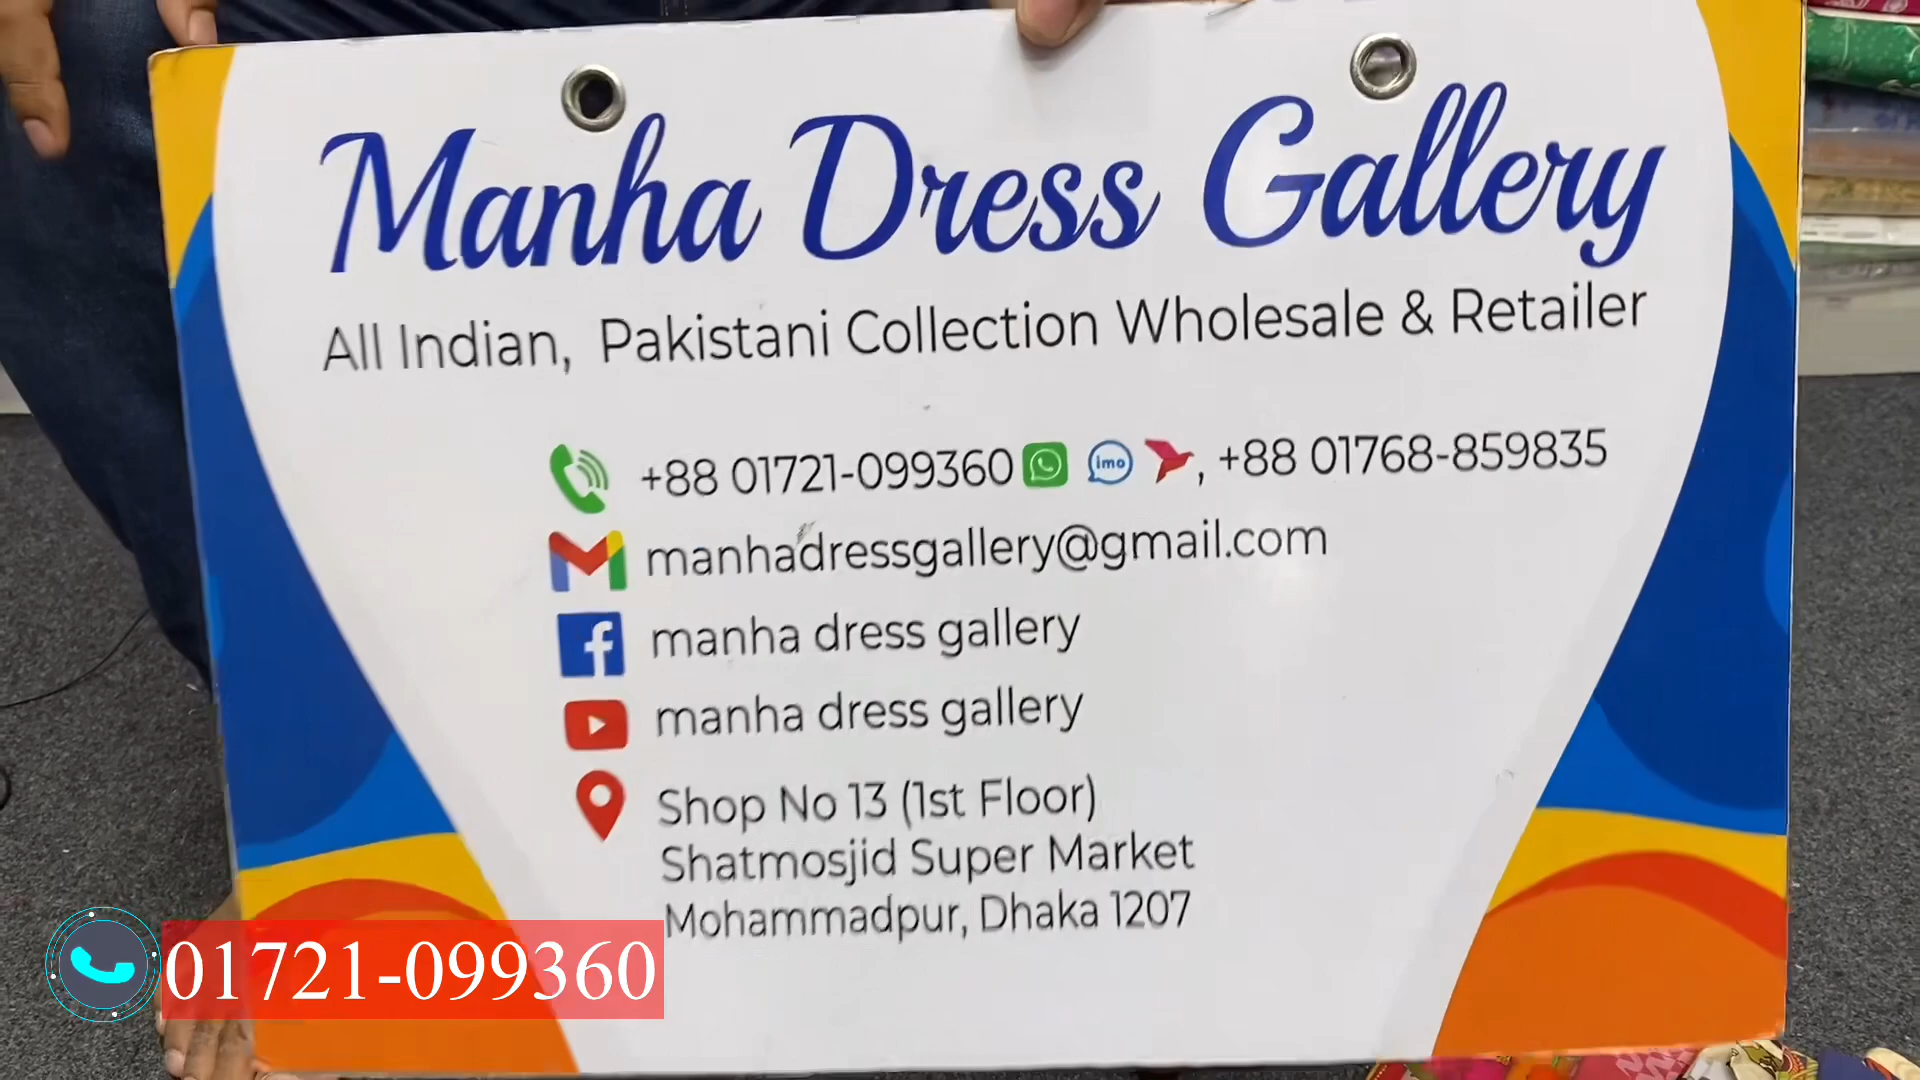 Manha Dress Gallery
All Indian, Pakistani Collection Wholesale & Retailer
+88 01721-099360 imo , +88 01768-859835
manhadressgallery@gmail.com
manha dress gallery
manha dress gallery
Shop No 13 (1st Floor)
Shatmosjid Super Market
Mohammadpur, Dhaka 1207
01721-099360